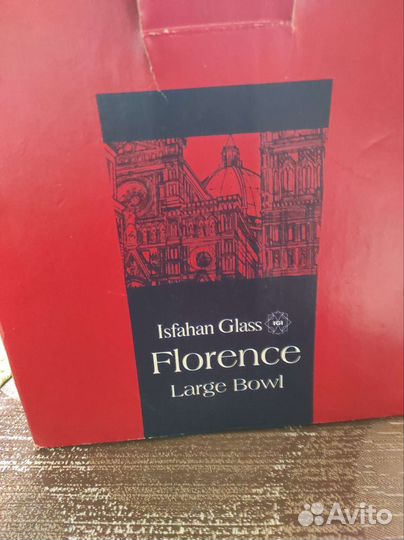 Isfahan Glass IGI
Florence
Large Bowl
Avito